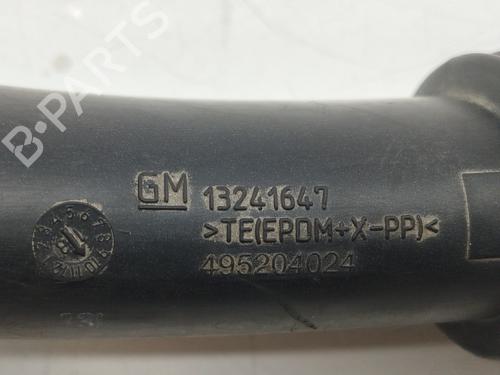 B-PARTS
GM 13241647
>TE(EPDM+X-PP)<
495204024